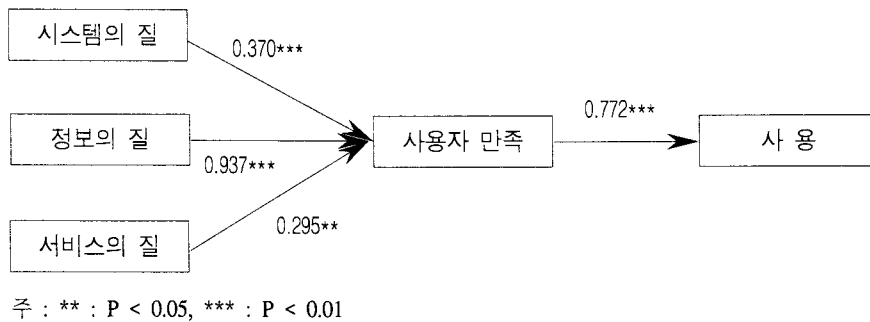 시스템의 질
0.370***
정보의 질
0.937***
사용자 만족
0.772***
사 용
서비스의 질
0.295**
주 : ** : P < 0.05, *** : P < 0.01